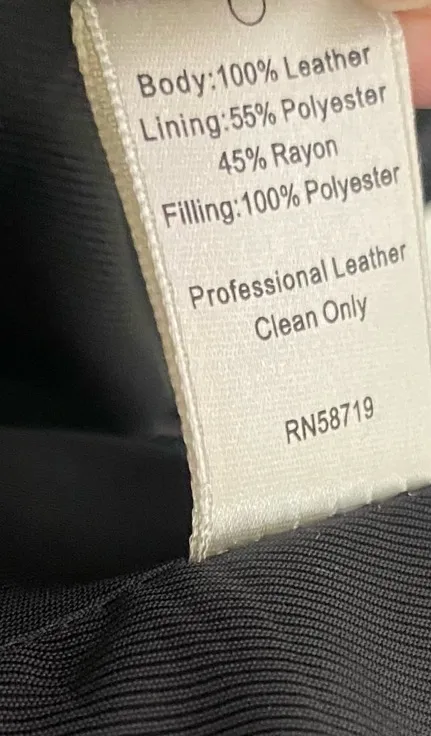 Body:100% Leather
Lining:55% Polyester
45% Rayon
Filling:100% Polyester
Professional Leather
Clean Only
RN58719